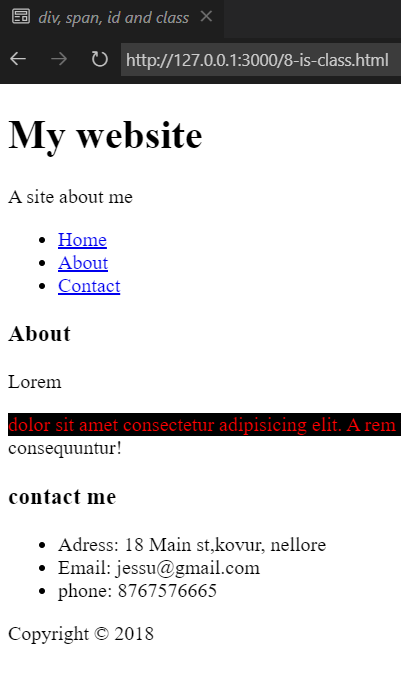 div, span, id and class
http://127.0.0.1:3000/8-is-class.html
My website
A site about me
Home
About
Contact
About
Lorem
dolor sit amet consectetur adipisicing elit. A rem
consequuntur!
contact me
Adress: 18 Main st,kovur, nellore
Email: jessu@gmail.com
phone: 8767576665
Copyright © 2018